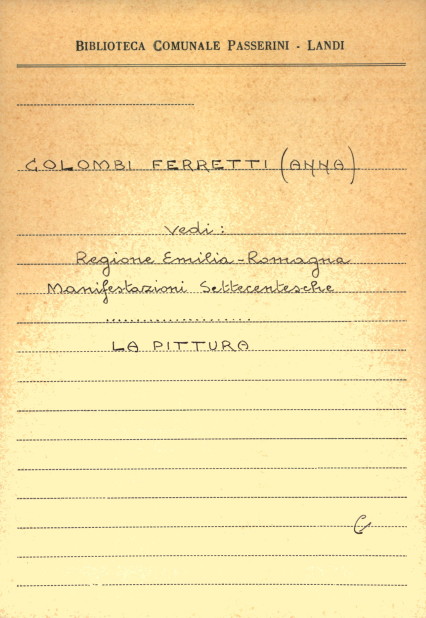 BIBLIOTECA COMUNALE PASSERINI - LANDI
COLOMBI FERRETTI (ANNA)
Vedi:
Regione Emilia-Romagna
Manifestazioni Settecentesche
....................
LA PITTURA
C